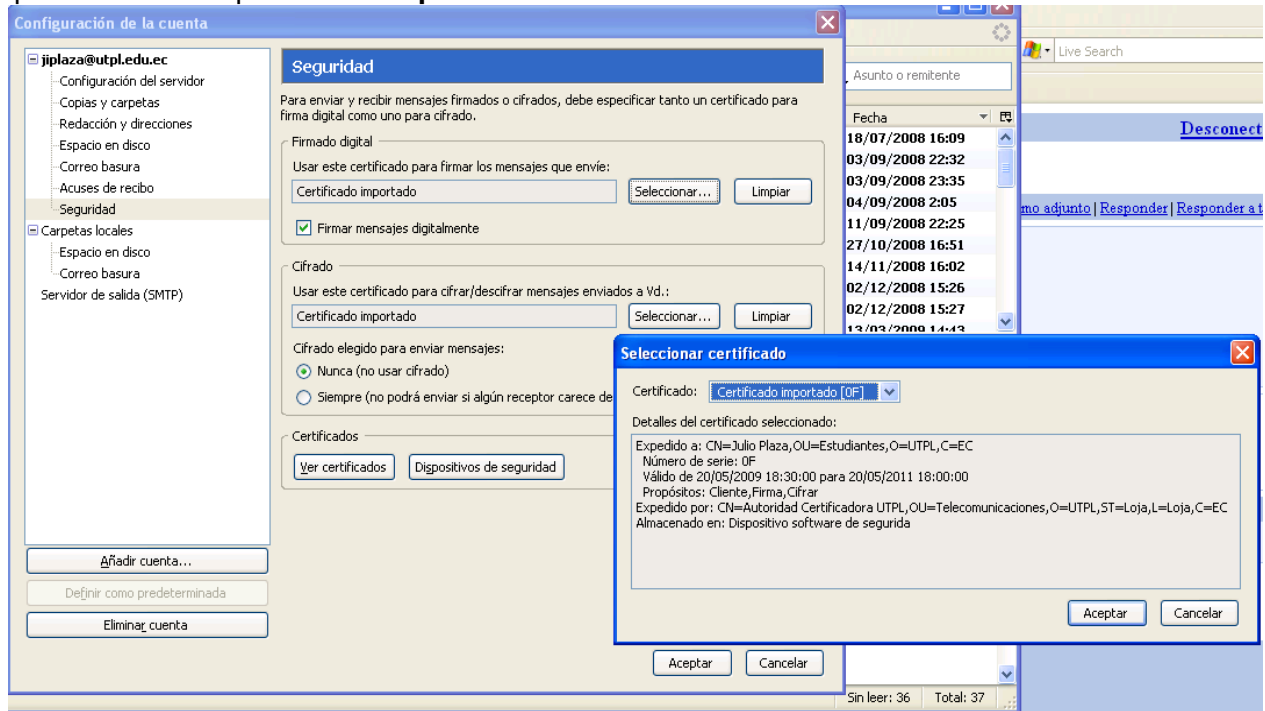 Configuración de la cuenta
jiplaza@utpl.edu.ec
Configuración del servidor
Copias y carpetas
Redacción y direcciones
Espacio en disco
Correo basura
Acuses de recibo
Seguridad
Carpetas locales
Espacio en disco
Correo basura
Servidor de salida (SMTP)
Añadir cuenta...
Definir como predeterminada
Eliminar cuenta
Seguridad
Para enviar y recibir mensajes firmados o cifrados, debe especificar tanto un certificado para
firma digital como uno para cifrado.
Firmado digital
Usar este certificado para firmar los mensajes que envíe:
Certificado importado
Seleccionar...
Limpiar
Firmar mensajes digitalmente
Cifrado
Usar este certificado para cifrar/descifrar mensajes enviados a Vd.:
Certificado importado
Seleccionar...
Limpiar
Cifrado elegido para enviar mensajes:
Nunca (no usar cifrado)
Siempre (no podrá enviar si algún receptor carece de
Certificados
Ver certificados
Dispositivos de seguridad
Aceptar
Cancelar
Asunto o remitente
Fecha
18/07/2008 16:09
03/09/2008 22:32
03/09/2008 23:35
04/09/2008 2:05
11/09/2008 22:25
27/10/2008 16:51
14/11/2008 16:02
02/12/2008 15:26
02/12/2008 15:27
13/03/2009 14:43
Live Search
Desconect
mo adjunto | Responder | Responder a t
Seleccionar certificado
Certificado:
Certificado importado [0F]
Detalles del certificado seleccionado:
Expedido a: CN=Julio Plaza,OU=Estudiantes,O=UTPL,C=EC
Número de serie: 0F
Válido de 20/05/2009 18:30:00 para 20/05/2011 18:00:00
Propósitos: Cliente,Firma,Cifrar
Expedido por: CN=Autoridad Certificadora UTPL,OU=Telecomunicaciones,O=UTPL,ST=Loja,L=Loja,C=EC
Almacenado en: Dispositivo software de segurida
Aceptar
Cancelar
Sin leer: 36
Total: 37